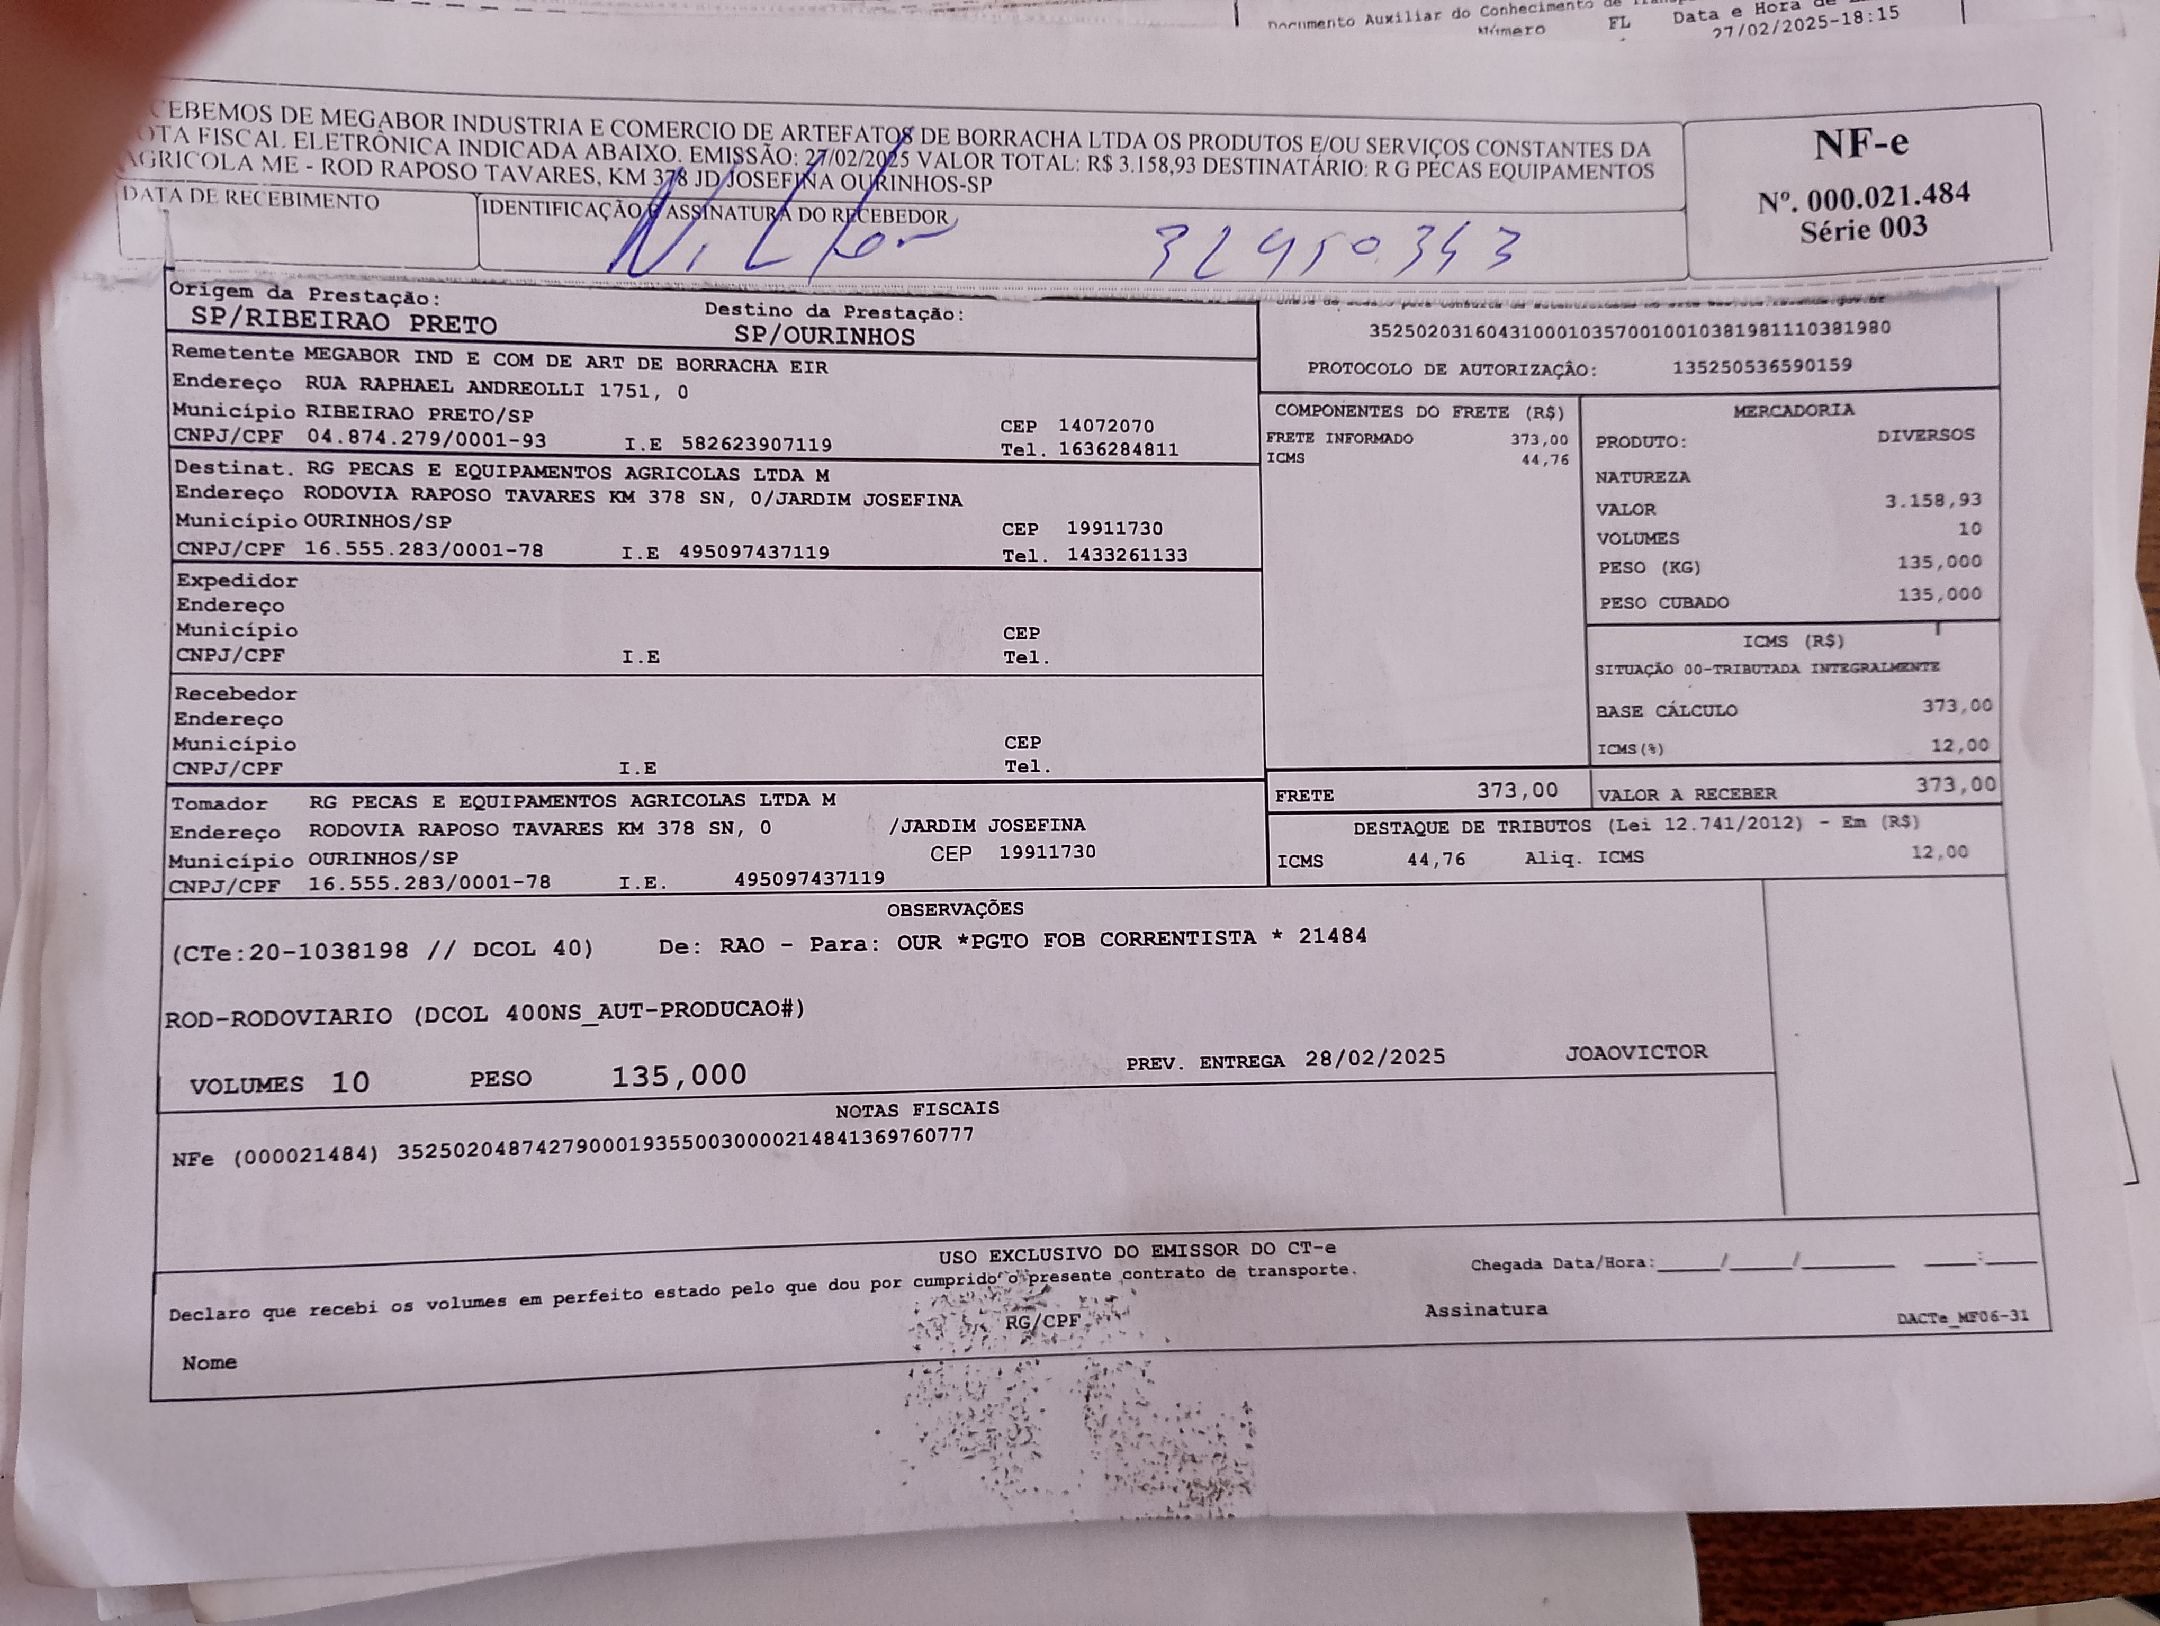 Documento Auxiliar do Conhecimento de
Número FL Data e Hora de
27/02/2025-18:15
CEBEMOS DE MEGABOR INDUSTRIA E COMERCIO DE ARTEFATOS DE BORRACHA LTDA OS PRODUTOS E/OU SERVIÇOS CONSTANTES DA
OTA FISCAL ELETRÔNICA INDICADA ABAIXO. EMISSÃO: 27/02/2025 VALOR TOTAL: R$ 3.158,93 DESTINATÁRIO: R G PECAS EQUIPAMENTOS
AGRICOLA ME - ROD RAPOSO TAVARES, KM 378 JD JOSEFINA OURINHOS-SP
NF-e
Nº. 000.021.484
Série 003
DATA DE RECEBIMENTO
IDENTIFICAÇÃO E ASSINATURA DO RECEBEDOR
Nilton
Origem da Prestação:
SP/RIBEIRAO PRETO
Destino da Prestação:
SP/OURINHOS
35250203160431000103570010010381981110381980
PROTOCOLO DE AUTORIZAÇÂO: 135250536590159
Remetente MEGABOR IND E COM DE ART DE BORRACHA EIR
Endereço RUA RAPHAEL ANDREOLLI 1751, 0
Município RIBEIRAO PRETO/SP CEP 14072070
CNPJ/CPF 04.874.279/0001-93 I.E 582623907119 Tel. 1636284811
Destinat. RG PECAS E EQUIPAMENTOS AGRICOLAS LTDA M
Endereço RODOVIA RAPOSO TAVARES KM 378 SN, 0/JARDIM JOSEFINA
Município OURINHOS/SP CEP 19911730
CNPJ/CPF 16.555.283/0001-78 I.E 495097437119 Tel. 1433261133
Expedidor
Endereço
Município CEP
CNPJ/CPF I.E Tel.
Recebedor
Endereço
Município CEP
CNPJ/CPF I.E Tel.
Tomador RG PECAS E EQUIPAMENTOS AGRICOLAS LTDA M
Endereço RODOVIA RAPOSO TAVARES KM 378 SN, 0 /JARDIM JOSEFINA
Município OURINHOS/SP CEP 19911730
CNPJ/CPF 16.555.283/0001-78 I.E. 495097437119
COMPONENTES DO FRETE (R$)
FRETE INFORMADO 373,00
ICMS 44,76
MERCADORIA
PRODUTO: DIVERSOS
NATUREZA
VALOR 3.158,93
VOLUMES 10
PESO (KG) 135,000
PESO CUBADO 135,000
ICMS (R$)
SITUAÇÃO 00-TRIBUTADA INTEGRALMENTE
BASE CÁLCULO 373,00
ICMS(%) 12,00
FRETE 373,00 VALOR A RECEBER 373,00
DESTAQUE DE TRIBUTOS (Lei 12.741/2012) - Em (R$)
ICMS 44,76 Aliq. ICMS 12,00
OBSERVAÇÕES
(CTe:20-1038198 // DCOL 40) De: RAO - Para: OUR *PGTO FOB CORRENTISTA * 21484
ROD-RODOVIARIO (DCOL 400NS_AUT-PRODUCAO#)
VOLUMES 10 PESO 135,000 PREV. ENTREGA 28/02/2025 JOAOVICTOR
NOTAS FISCAIS
NFe (000021484) 35250204874279000193550030000214841369760777
USO EXCLUSIVO DO EMISSOR DO CT-e
Declaro que recebi os volumes em perfeito estado pelo que dou por cumprido o presente contrato de transporte.
Chegada Data/Hora:____/____/______ ____:____
Nome RG/CPF Assinatura
DACTe_MF06-31